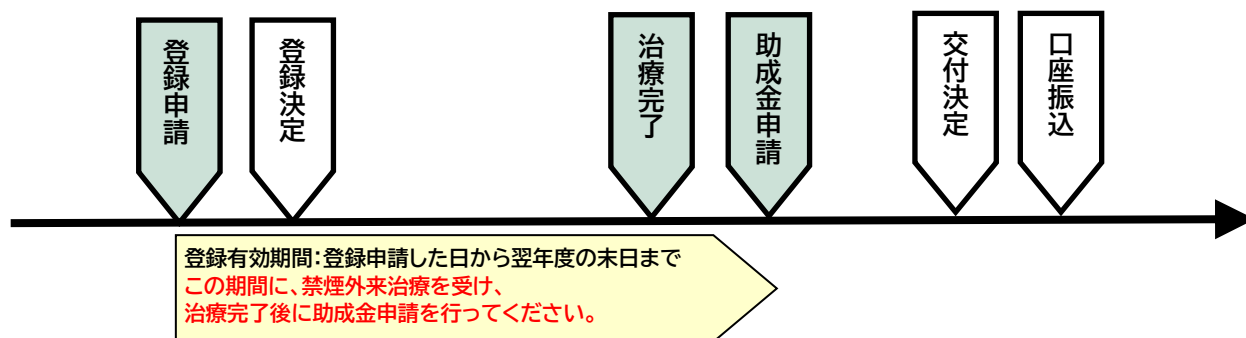 登録申請
登録決定
治療完了
助成金申請
交付決定
口座振込
登録有効期間：登録申請した日から翌年度の末日まで
この期間に、禁煙外来治療を受け、
治療完了後に助成金申請を行ってください。